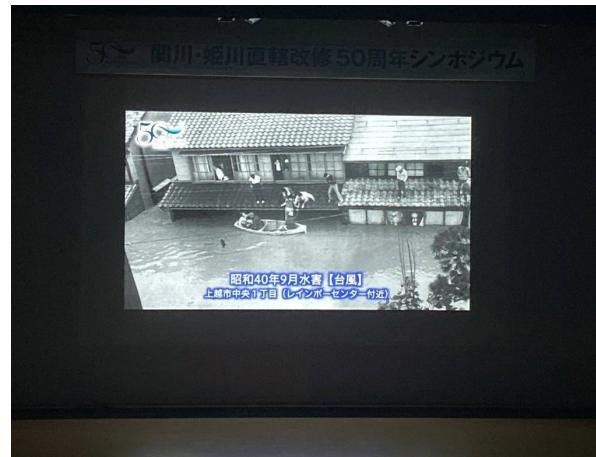 50
関川・姫川直轄改修50周年シンポジウム
50
昭和40年9月水害【台風】
上越市中央1丁目（レインボーセンター付近）